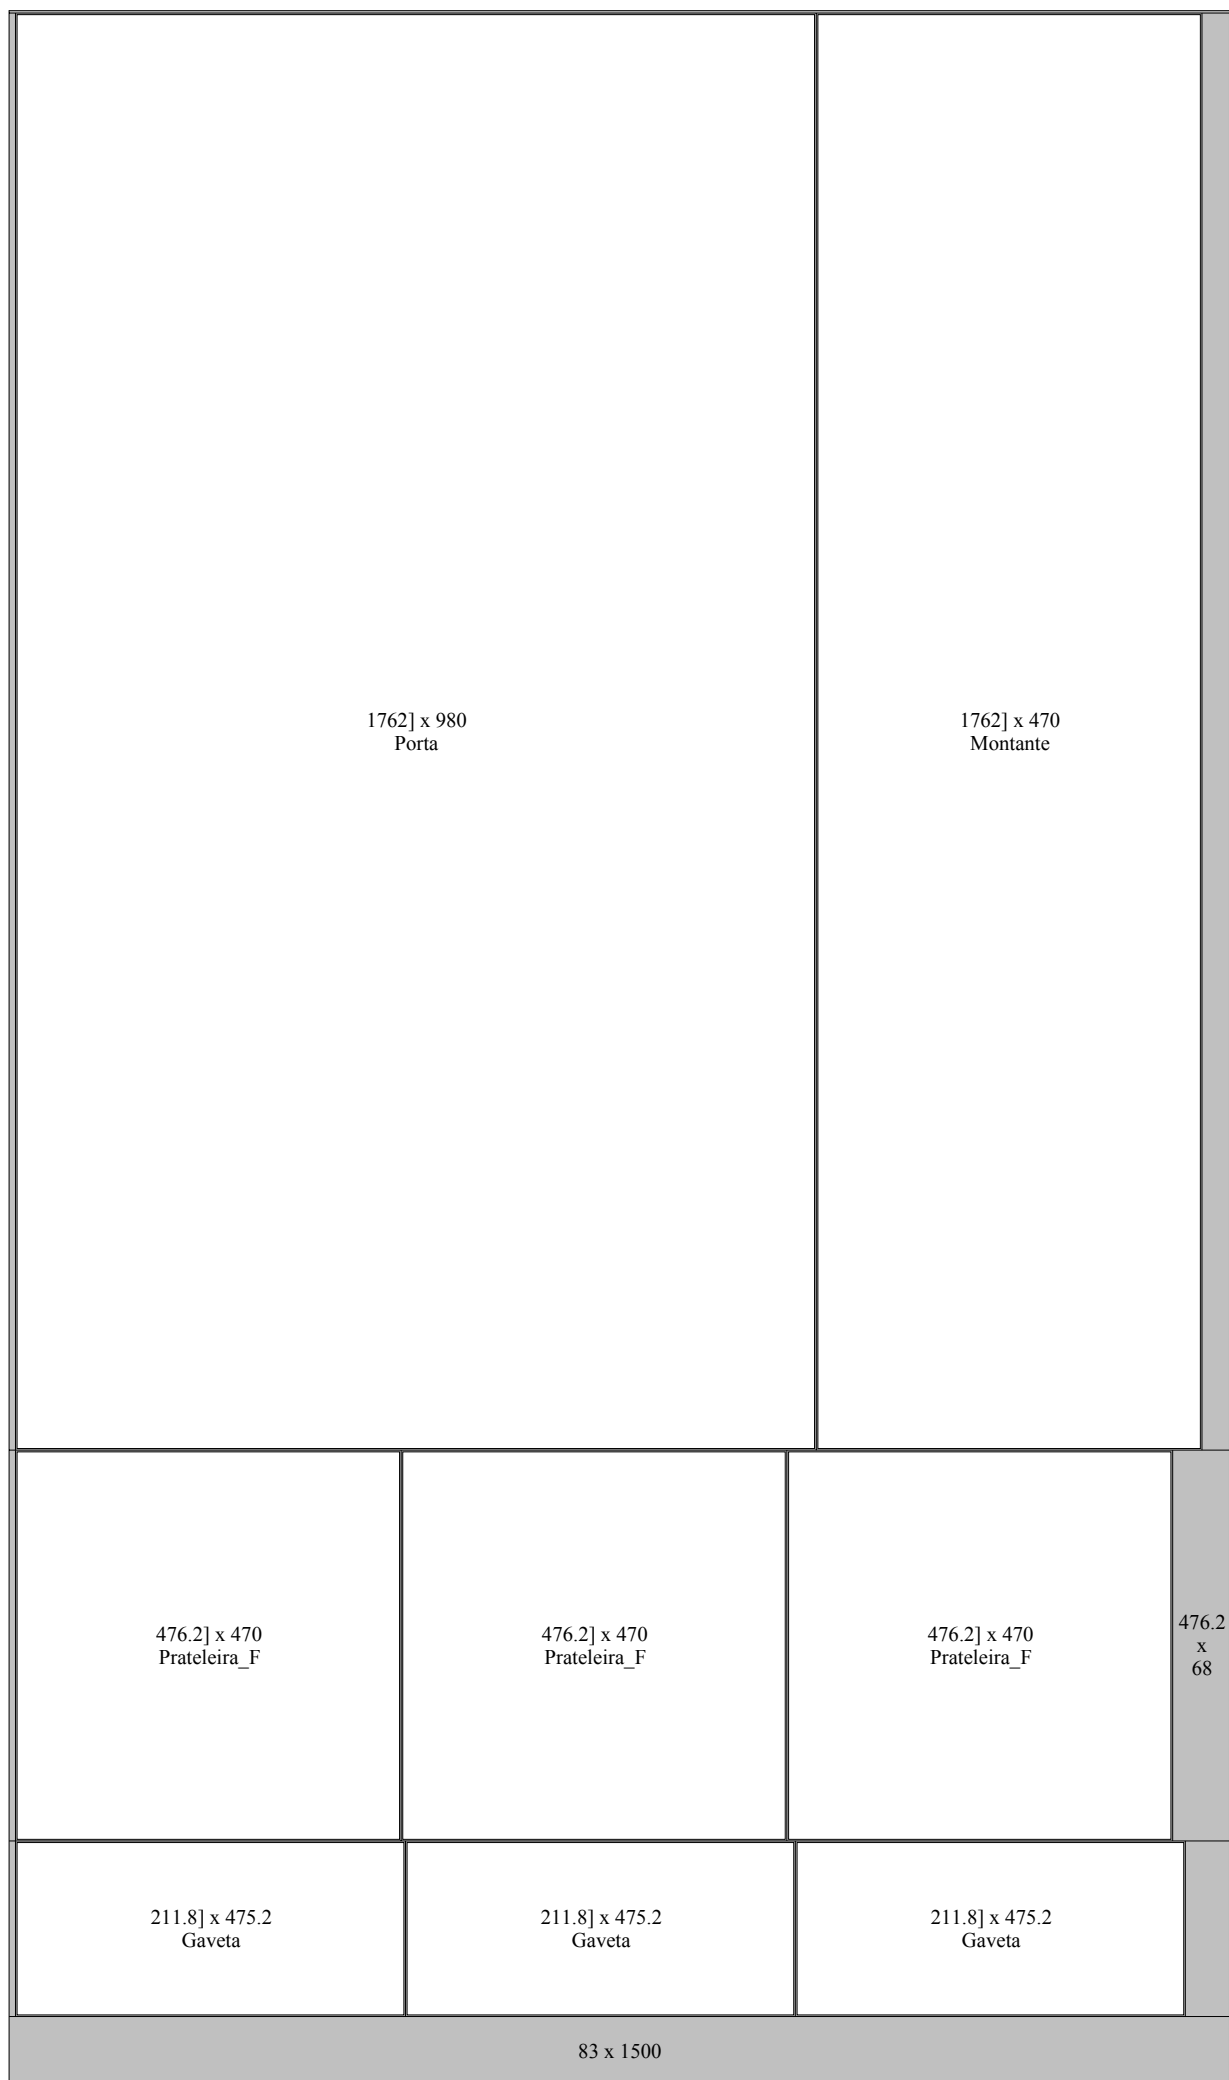 1762] x 980
Porta
1762] x 470
Montante
476.2] x 470
Prateleira_F
476.2] x 470
Prateleira_F
476.2] x 470
Prateleira_F
476.2
x
68
211.8] x 475.2
Gaveta
211.8] x 475.2
Gaveta
211.8] x 475.2
Gaveta
83 x 1500